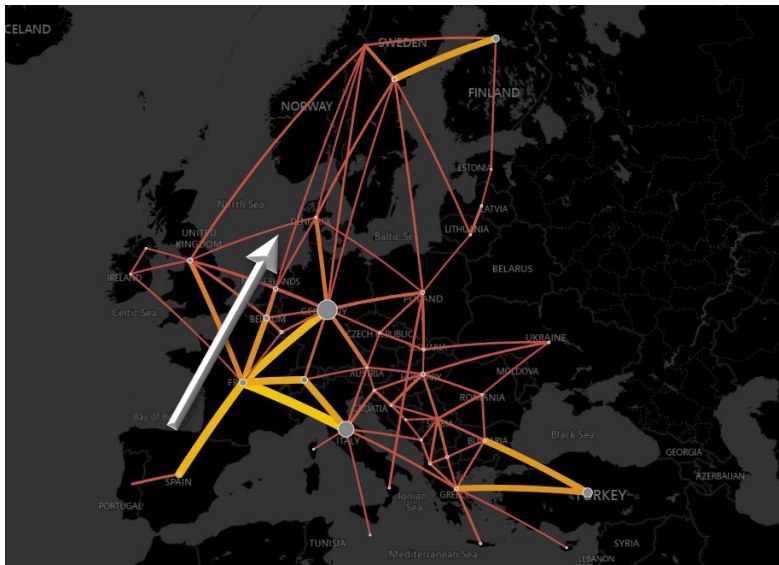 CELAND
SWEDEN
NORWAY
FINLAND
ESTONIA
North Sea
LATVIA
DENMARK
LITHUANIA
UNITED
KINGDOM
Baltic Sea
IRELAND
BELARUS
Celtic Sea
POLAND
CZECH REPUBLIC
UKRAINE
AUSTRIA
MOLDOVA
ROMANIA
CROATIA
Bay of B
Black Sea
ITALY
GEORGIA
SPAIN
AZERBAIJAN
PORTUGAL
Ionian
Sea
TURKEY
TUNISIA
Mediterranean Sea
SYRIA
LEBANON